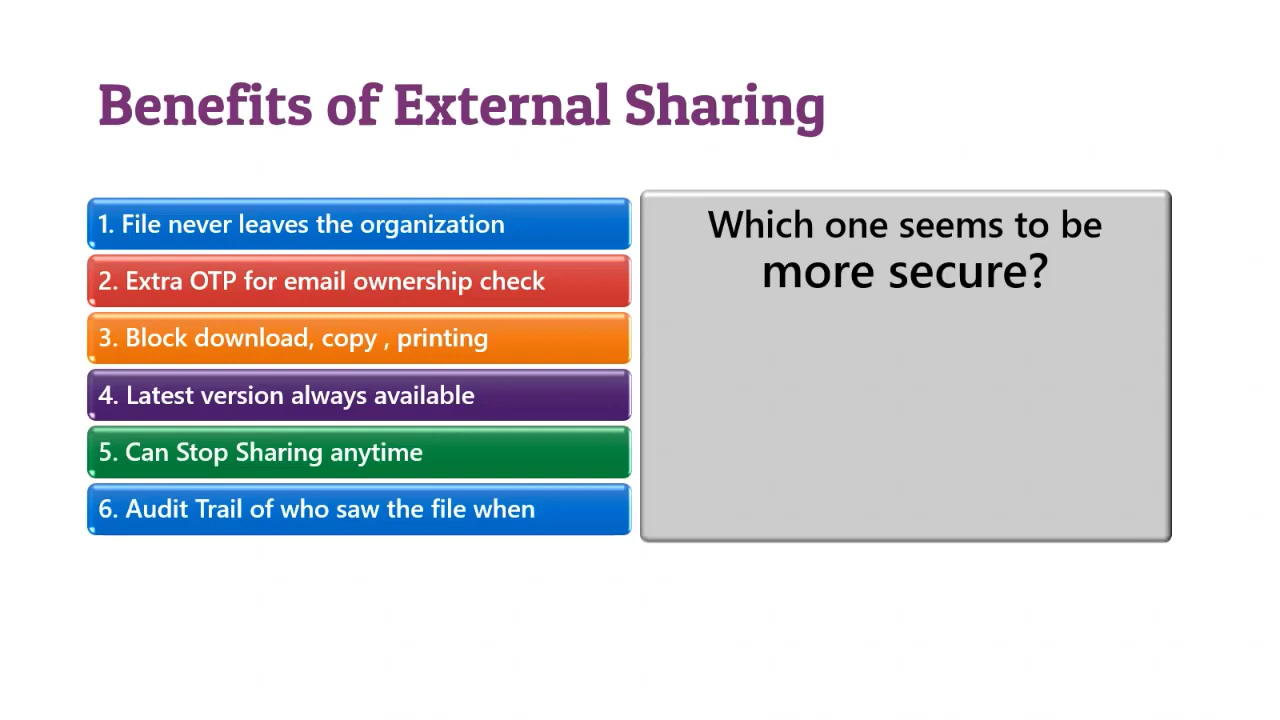 Benefits of External Sharing
1. File never leaves the organization
2. Extra OTP for email ownership check
3. Block download, copy , printing
4. Latest version always available
5. Can Stop Sharing anytime
6. Audit Trail of who saw the file when
Which one seems to be
more secure?